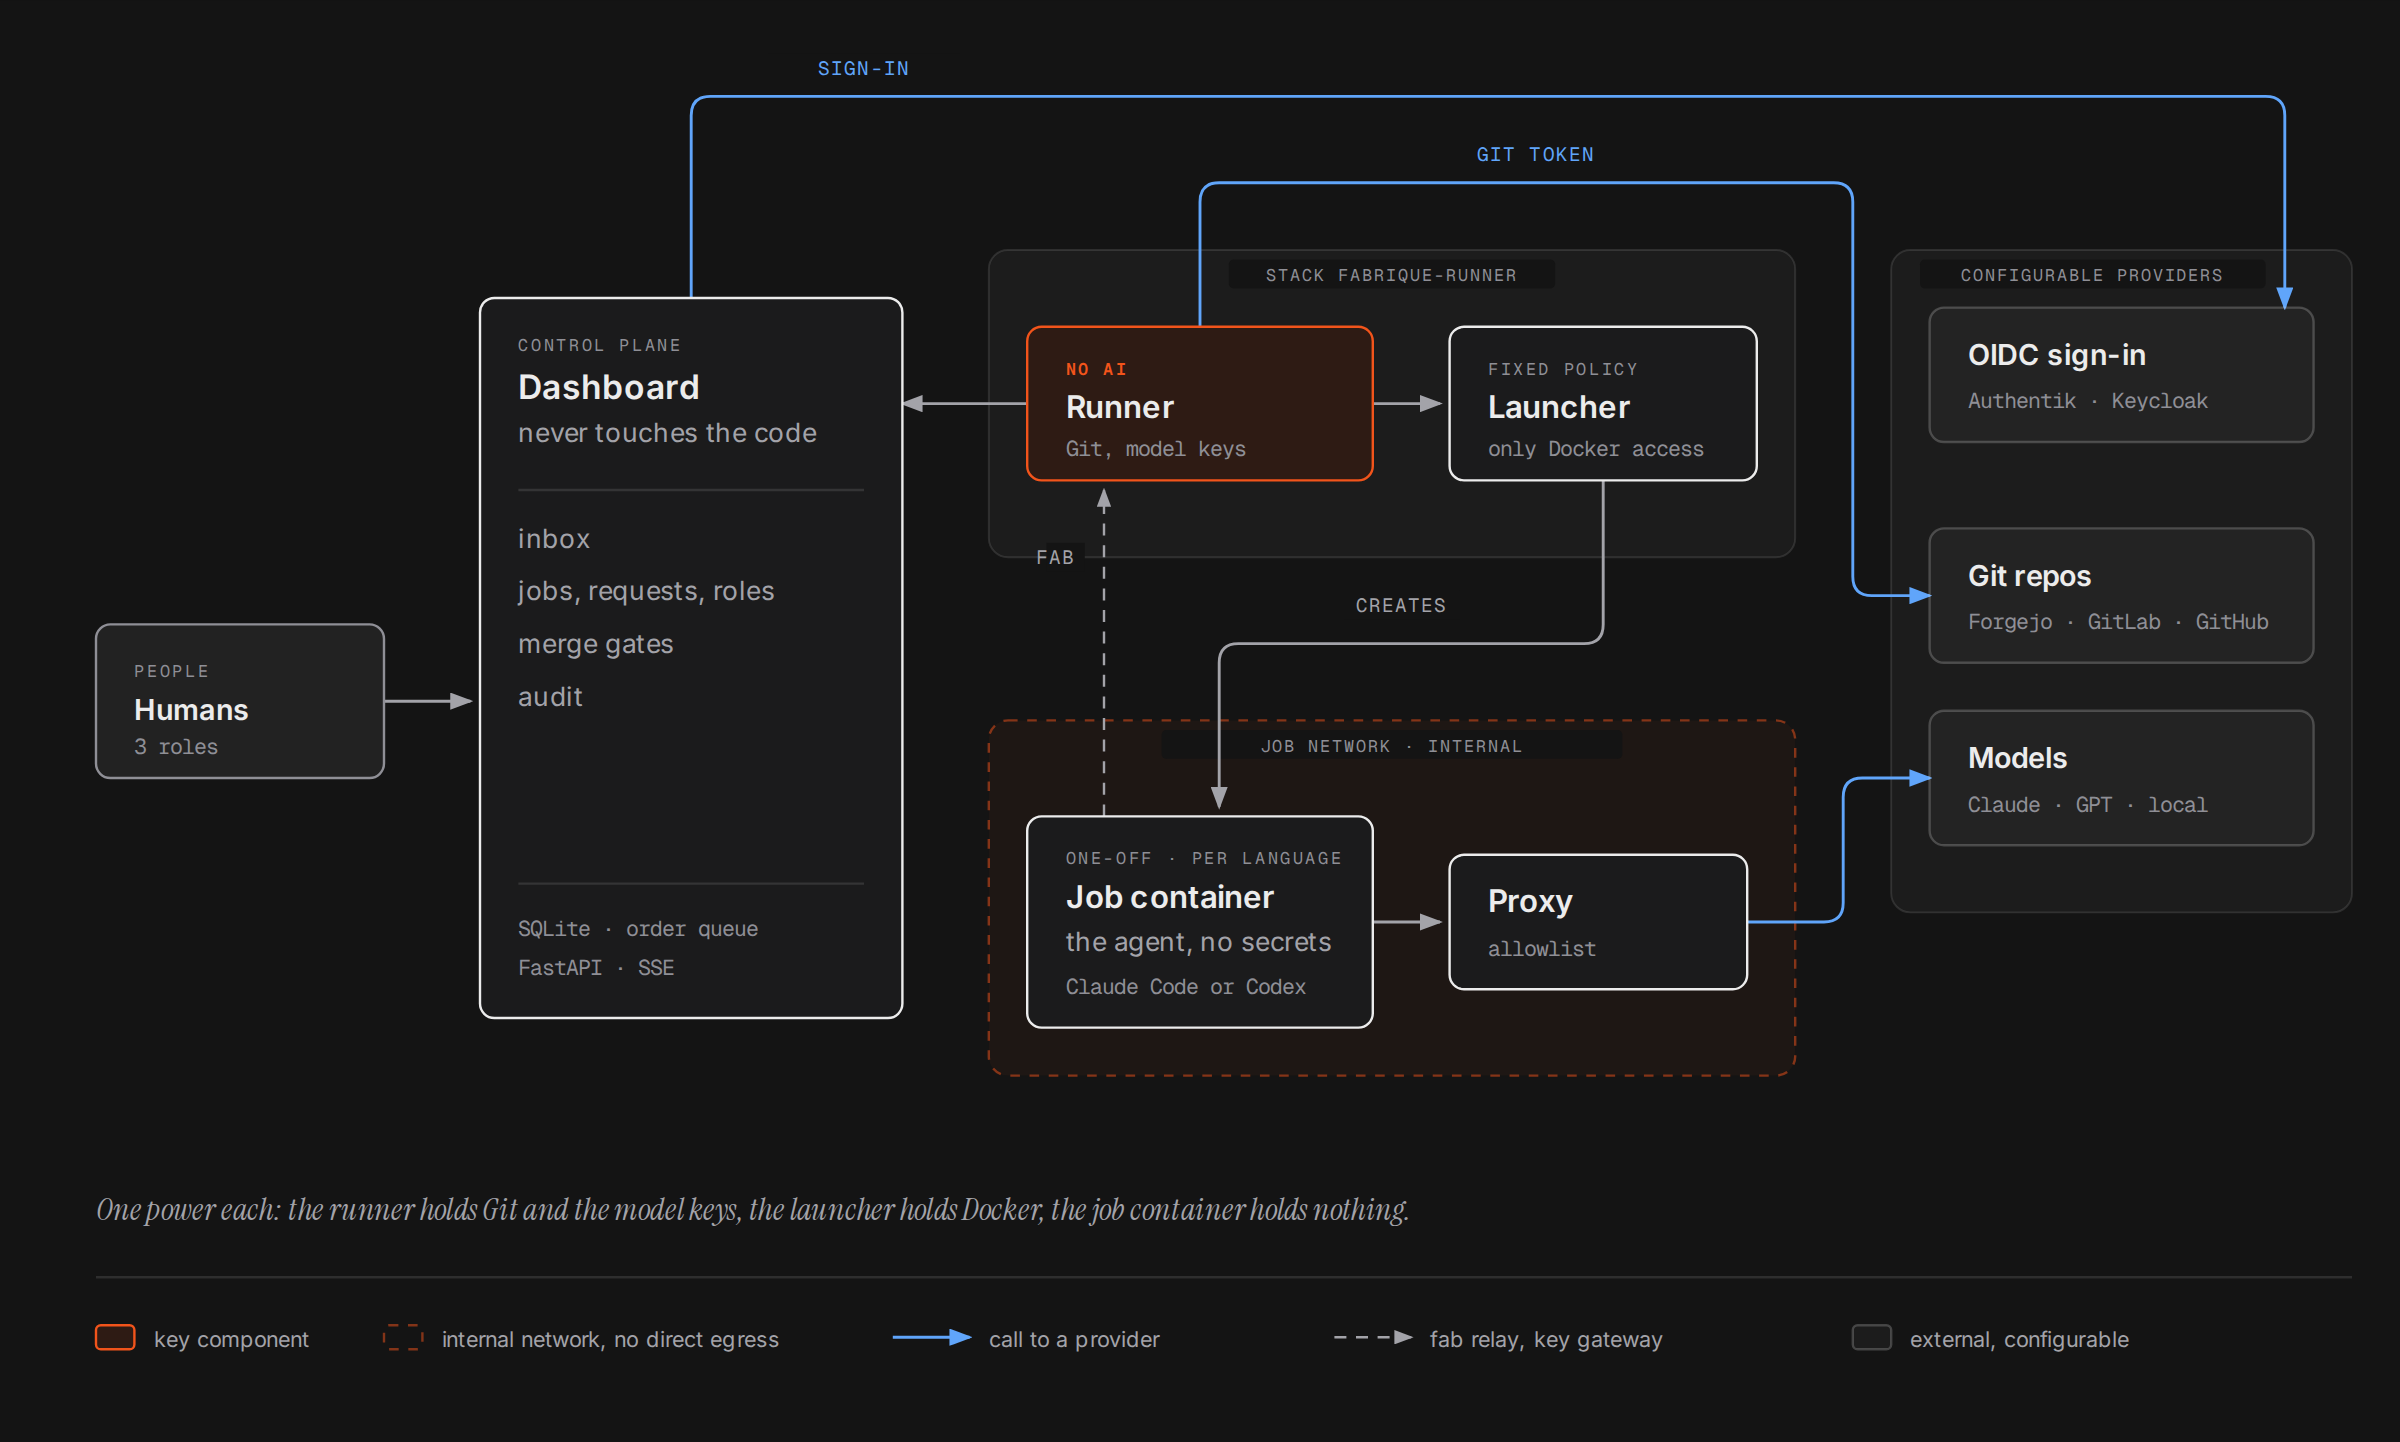 SIGN-IN
GIT TOKEN
STACK FABRIQUE-RUNNER
CONFIGURABLE PROVIDERS
PEOPLE
Humans
3 roles
CONTROL PLANE
Dashboard
never touches the code
inbox
jobs, requests, roles
merge gates
audit
SQLite · order queue
FastAPI · SSE
NO AI
Runner
Git, model keys
FIXED POLICY
Launcher
only Docker access
FAB
CREATES
JOB NETWORK · INTERNAL
ONE-OFF · PER LANGUAGE
Job container
the agent, no secrets
Claude Code or Codex
Proxy
allowlist
OIDC sign-in
Authentik · Keycloak
Git repos
Forgejo · GitLab · GitHub
Models
Claude · GPT · local
One power each: the runner holds Git and the model keys, the launcher holds Docker, the job container holds nothing.
key component
internal network, no direct egress
call to a provider
fab relay, key gateway
external, configurable